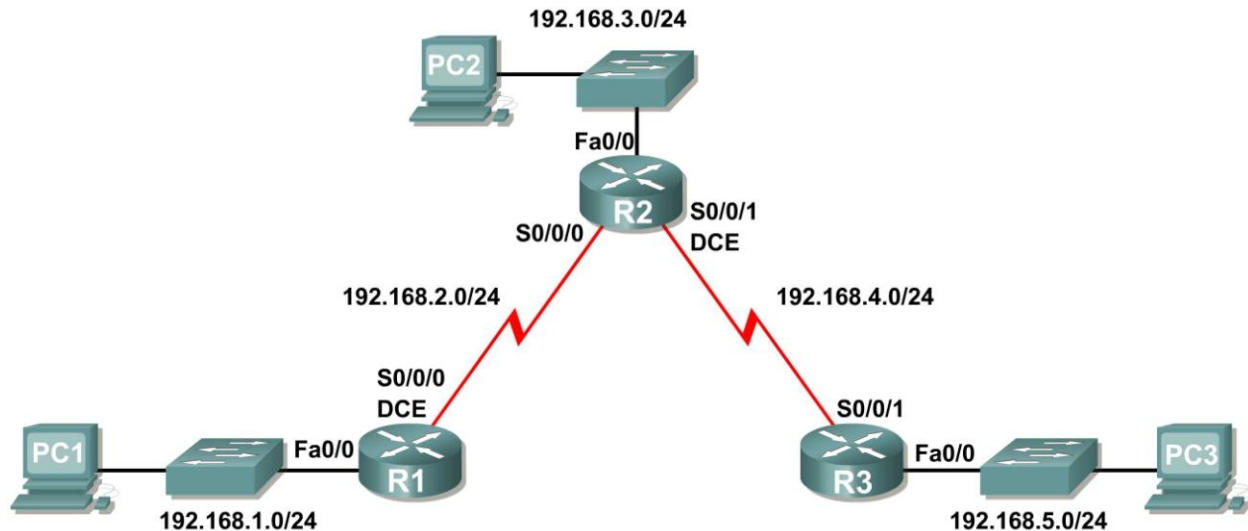 192.168.3.0/24
PC2
Fa0/0
R2
S0/0/1
DCE
S0/0/0
192.168.2.0/24
192.168.4.0/24
S0/0/0
DCE
S0/0/1
PC1
Fa0/0
R1
R3
Fa0/0
PC3
192.168.1.0/24
192.168.5.0/24